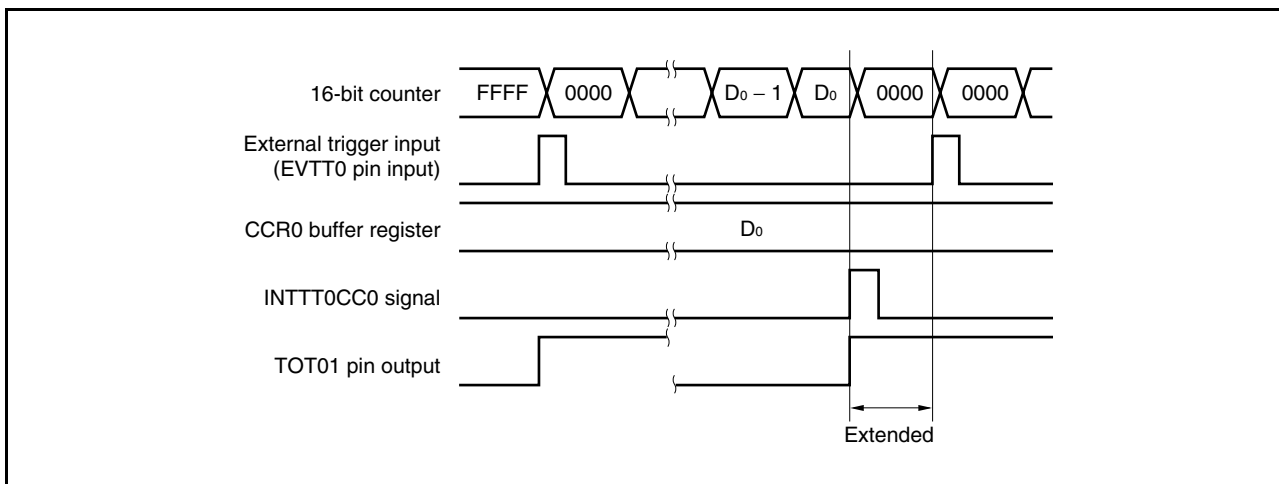 16-bit counter FFFF 0000 D0 − 1 D0 0000 0000
External trigger input
(EVTT0 pin input)
CCR0 buffer register D0
INTTT0CC0 signal
TOT01 pin output
Extended